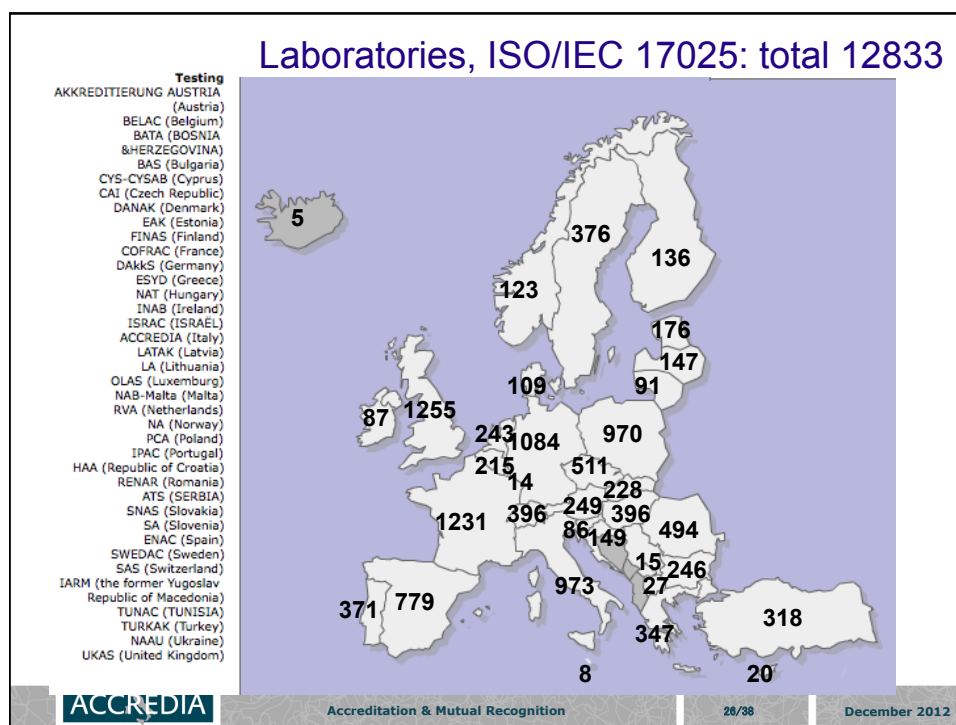 Laboratories, ISO/IEC 17025: total 12833
Testing
AKKREDITIERUNG AUSTRIA
(Austria)
BELAC (Belgium)
BATA (BOSNIA
&HERZEGOVINA)
BAS (Bulgaria)
CYS-CYSAB (Cyprus)
CAI (Czech Republic)
DANAK (Denmark)
EAK (Estonia)
FINAS (Finland)
COFRAC (France)
DAkkS (Germany)
ESYD (Greece)
NAT (Hungary)
INAB (Ireland)
ISRAC (ISRAËL)
ACCREDIA (Italy)
LATAK (Latvia)
LA (Lithuania)
OLAS (Luxemburg)
NAB-Malta (Malta)
RVA (Netherlands)
NA (Norway)
PCA (Poland)
IPAC (Portugal)
HAA (Republic of Croatia)
RENAR (Romania)
ATS (SERBIA)
SNAS (Slovakia)
SA (Slovenia)
ENAC (Spain)
SWEDAC (Sweden)
SAS (Switzerland)
IARM (the former Yugoslav
Republic of Macedonia)
TUNAC (TUNISIA)
TURKAK (Turkey)
NAAU (Ukraine)
UKAS (United Kingdom)
5
376
136
123
176
147
109
91
87
1255
243
1084
970
215
511
14
228
249
396
396
1231
86
149
494
15
246
27
973
371
779
318
347
8
20
ACCREDIA
Accreditation & Mutual Recognition
26/38
December 2012